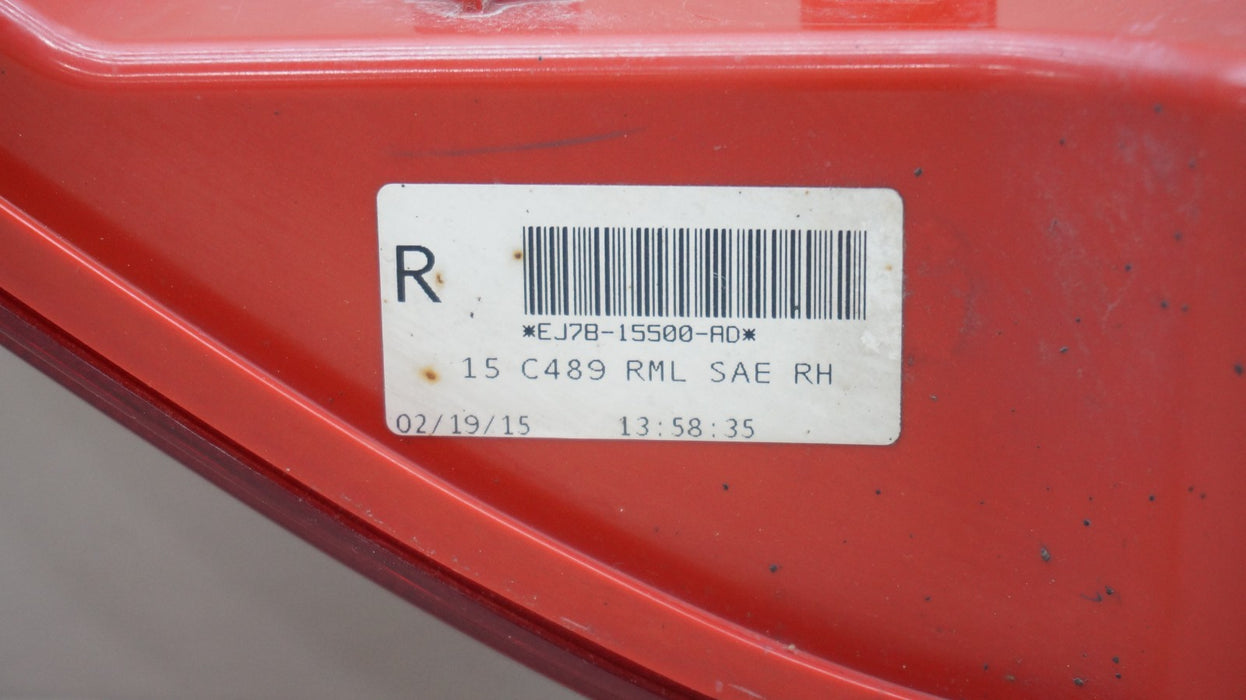 R
*EJ7B-15500-AD*
15 C489 RML SAE RH
02/19/15 13:58:35